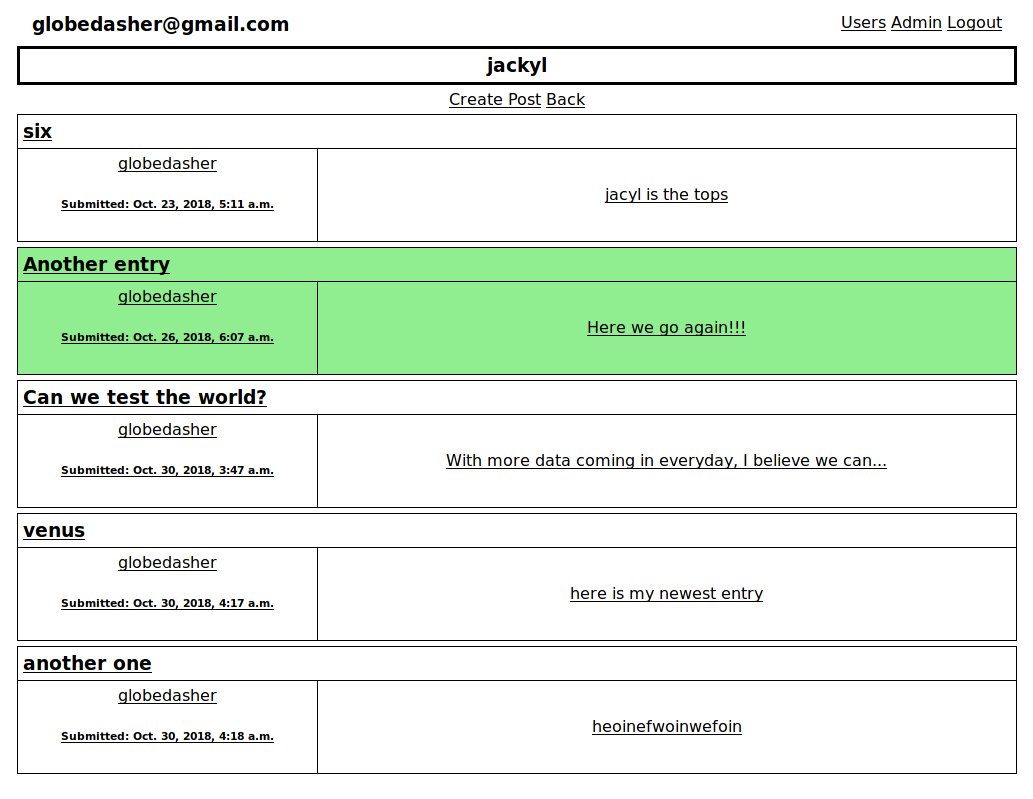 globedasher@gmail.com
Users Admin Logout
jackyl
Create Post Back
six
globedasher
Submitted: Oct. 23, 2018, 5:11 a.m.
jacyl is the tops
Another entry
globedasher
Submitted: Oct. 26, 2018, 6:07 a.m.
Here we go again!!!
Can we test the world?
globedasher
Submitted: Oct. 30, 2018, 3:47 a.m.
With more data coming in everyday, I believe we can...
venus
globedasher
Submitted: Oct. 30, 2018, 4:17 a.m.
here is my newest entry
another one
globedasher
Submitted: Oct. 30, 2018, 4:18 a.m.
heoinefwoinwefoin